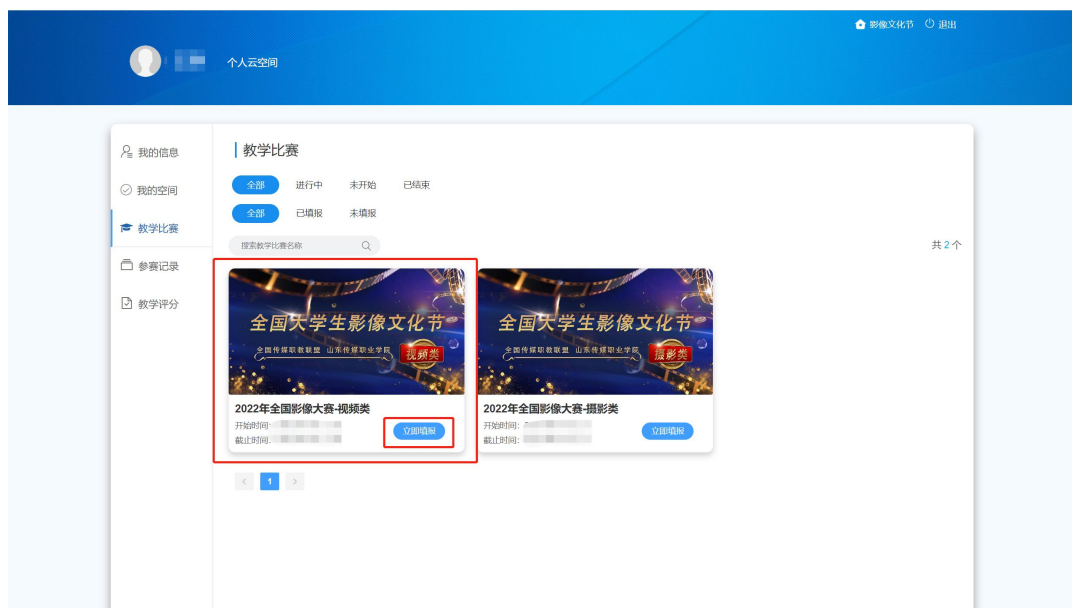 影像文化节 退出
个人云空间
我的信息
我的空间
教学比赛
参赛记录
教学评分
教学比赛
全部 进行中 未开始 已结束
全部 已填报 未填报
搜索教学比赛名称
共2个
全国大学生影像文化节
全国传媒职教联盟 山东传媒职业学院
视频类
2022年全国影像大赛-视频类
开始时间:
截止时间:
立即填报
全国大学生影像文化节
全国传媒职教联盟 山东传媒职业学院
摄影类
2022年全国影像大赛-摄影类
开始时间:
截止时间:
立即填报
< 1 >